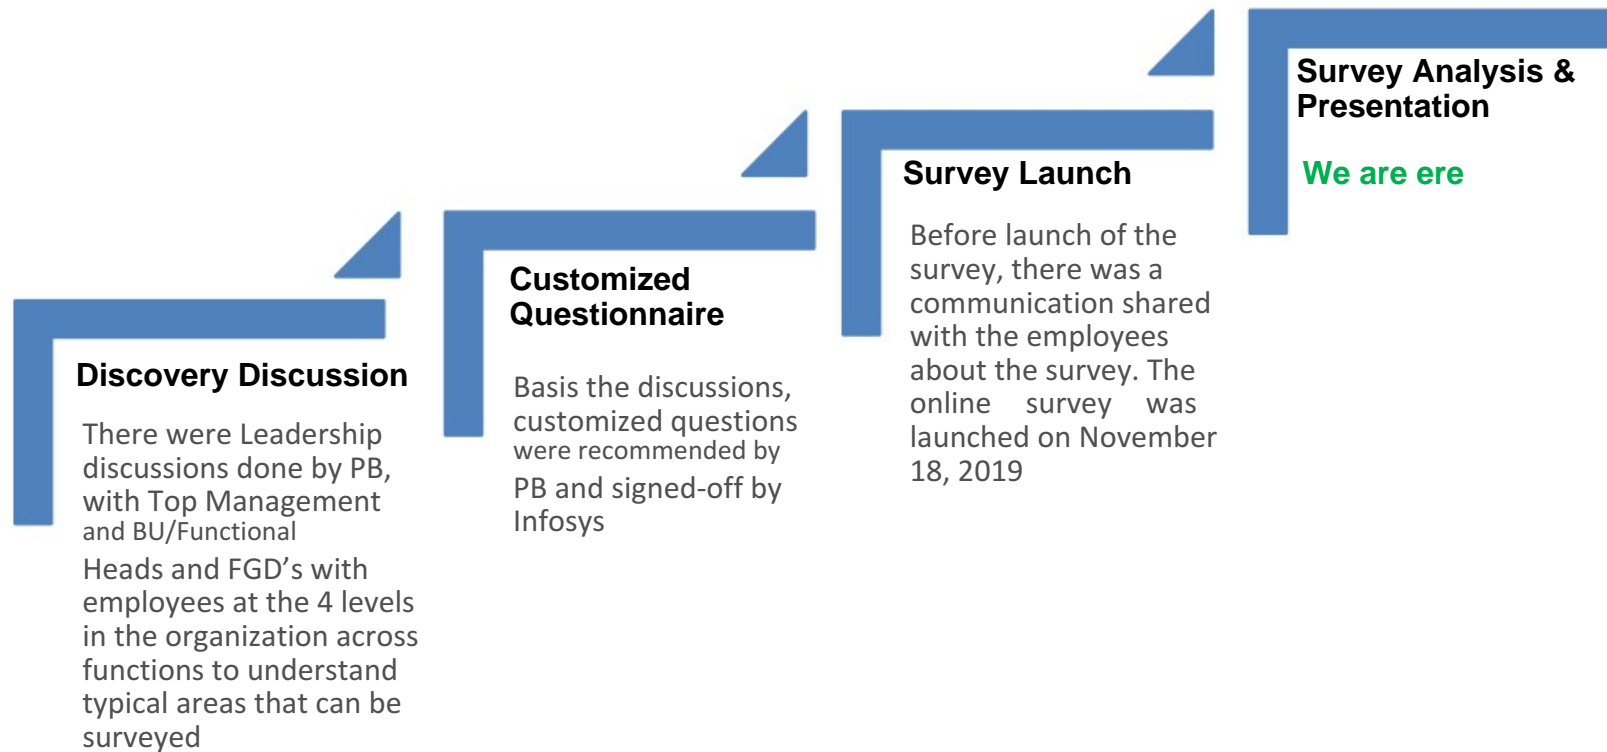 Discovery Discussion
There were Leadership
discussions done by PB,
with Top Management
and BU/Functional
Heads and FGD’s with
employees at the 4 levels
in the organization across
functions to understand
typical areas that can be
surveyed
Customized
Questionnaire
Basis the discussions,
customized questions
were recommended by
PB and signed-off by
Infosys
Survey Launch
Before launch of the
survey, there was a
communication shared
with the employees
about the survey. The
online survey was
launched on November
18, 2019
Survey Analysis &
Presentation
We are ere